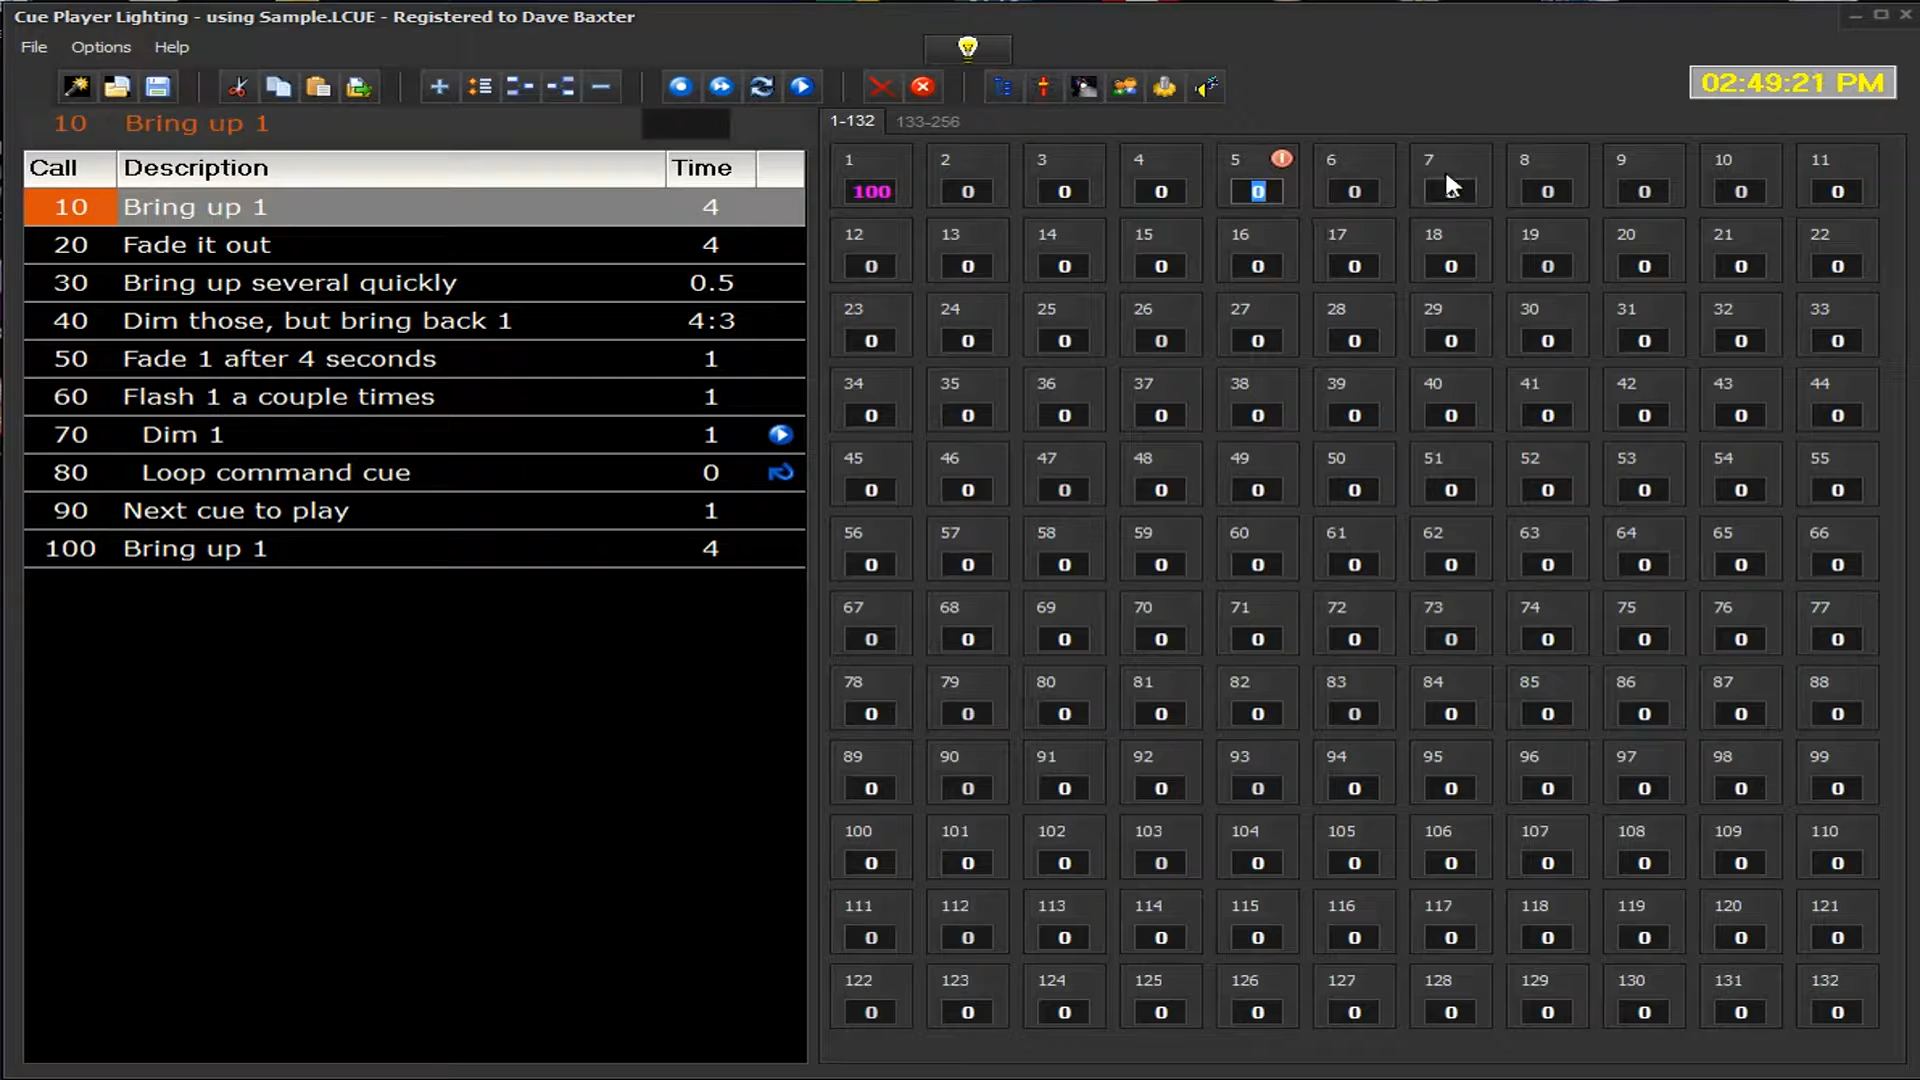 Cue Player Lighting - using Sample.LCUE - Registered to Dave Baxter
File Options Help
02:49:21 PM
10 Bring up 1
Call Description Time
10 Bring up 1 4
20 Fade it out 4
30 Bring up several quickly 0.5
40 Dim those, but bring back 1 4:3
50 Fade 1 after 4 seconds 1
60 Flash 1 a couple times 1
70 Dim 1 1
80 Loop command cue 0
90 Next cue to play 1
100 Bring up 1 4
1-132 133-256
1 2 3 4 5 6 7 8 9 10 11
100 0 0 0 0 0 0 0 0 0
12 13 14 15 16 17 18 19 20 21 22
0 0 0 0 0 0 0 0 0 0 0
23 24 25 26 27 28 29 30 31 32 33
0 0 0 0 0 0 0 0 0 0 0
34 35 36 37 38 39 40 41 42 43 44
0 0 0 0 0 0 0 0 0 0 0
45 46 47 48 49 50 51 52 53 54 55
0 0 0 0 0 0 0 0 0 0 0
56 57 58 59 60 61 62 63 64 65 66
0 0 0 0 0 0 0 0 0 0 0
67 68 69 70 71 72 73 74 75 76 77
0 0 0 0 0 0 0 0 0 0 0
78 79 80 81 82 83 84 85 86 87 88
0 0 0 0 0 0 0 0 0 0 0
89 90 91 92 93 94 95 96 97 98 99
0 0 0 0 0 0 0 0 0 0 0
100 101 102 103 104 105 106 107 108 109 110
0 0 0 0 0 0 0 0 0 0 0
111 112 113 114 115 116 117 118 119 120 121
0 0 0 0 0 0 0 0 0 0 0
122 123 124 125 126 127 128 129 130 131 132
0 0 0 0 0 0 0 0 0 0 0